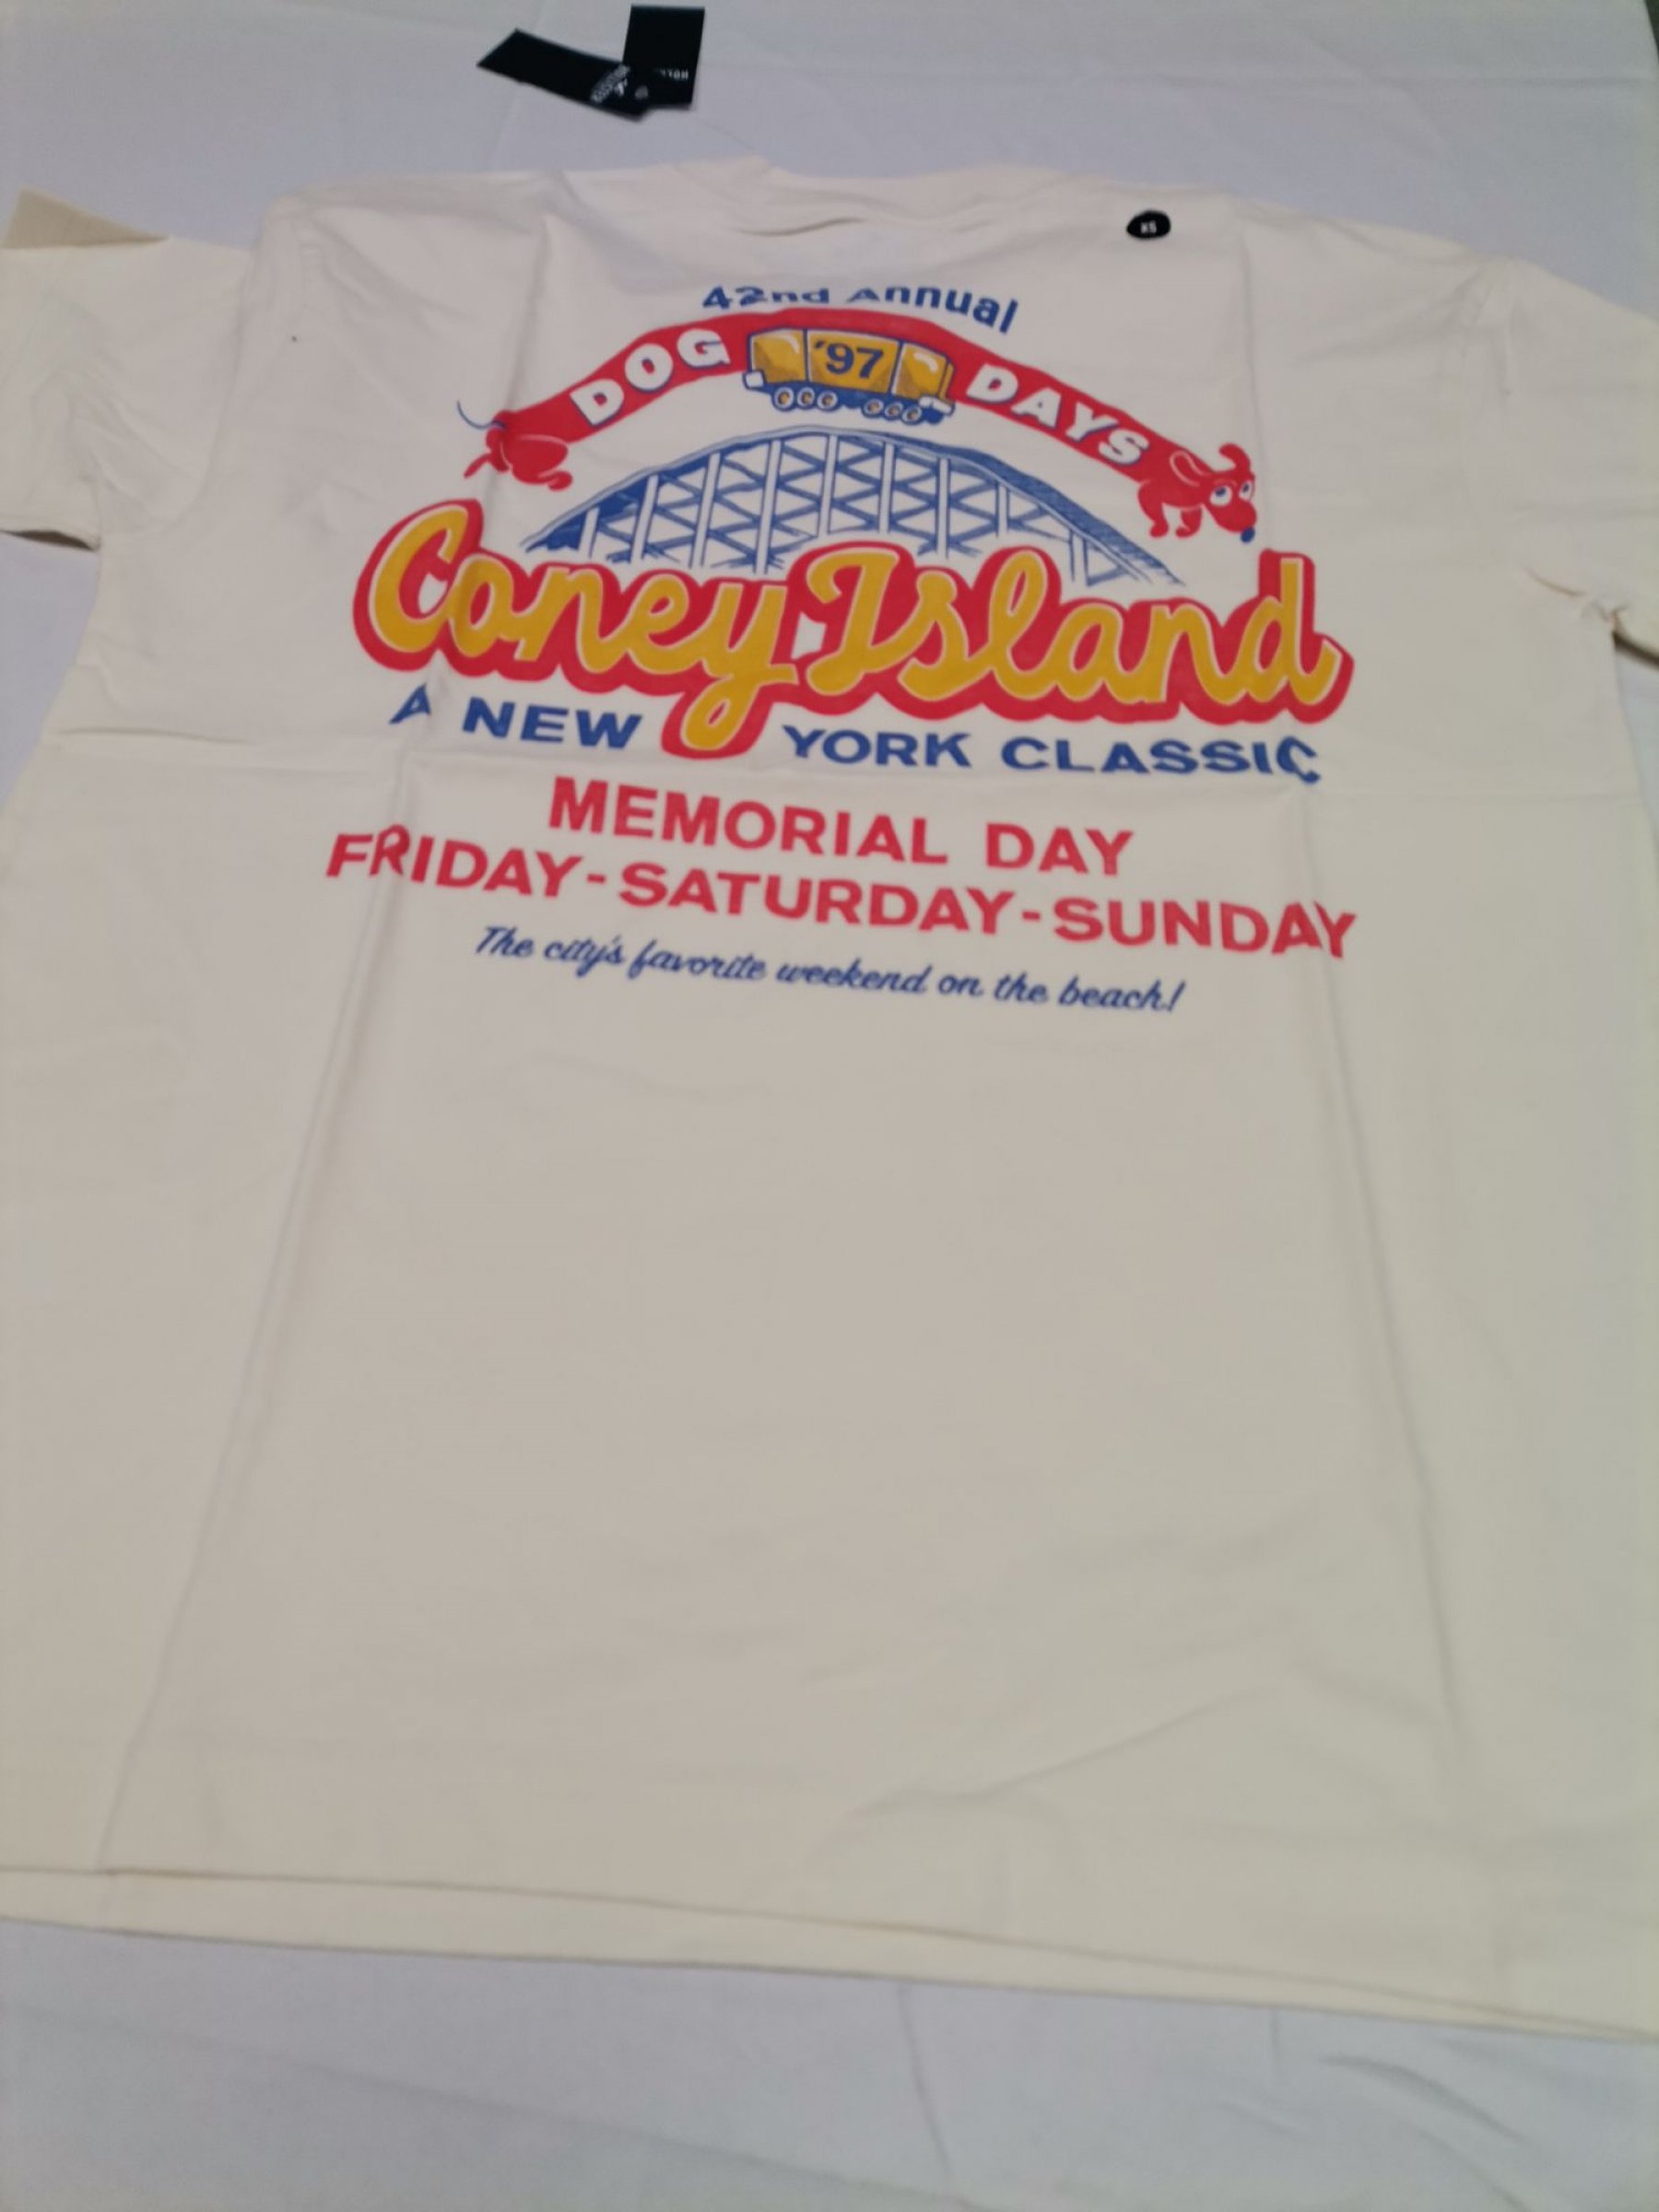 HOLLISTER
XS
42nd Annual
DOG '97 DAYS
Coney Island
A NEW YORK CLASSIC
MEMORIAL DAY
FRIDAY-SATURDAY-SUNDAY
The city's favorite weekend on the beach!